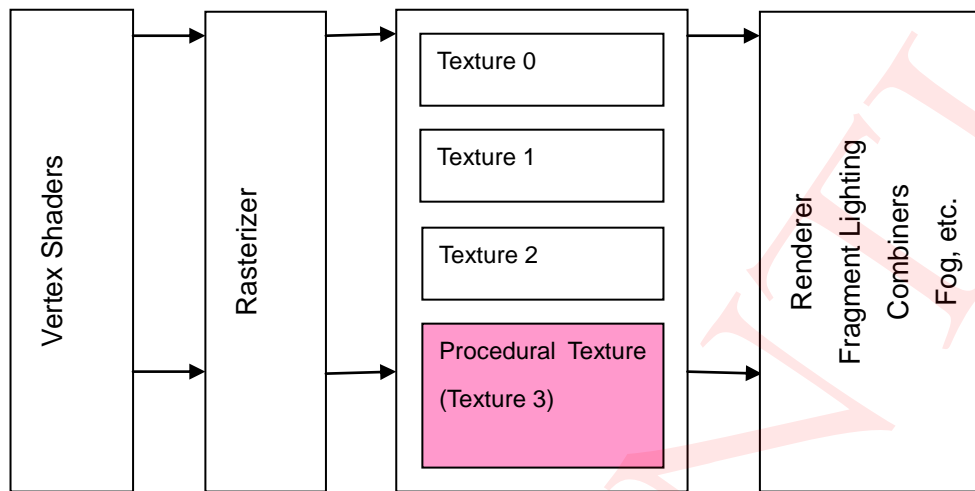 Vertex Shaders
Rasterizer
Texture 0
Texture 1
Texture 2
Procedural Texture
(Texture 3)
Renderer
Fragment Lighting
Combiners
Fog, etc.